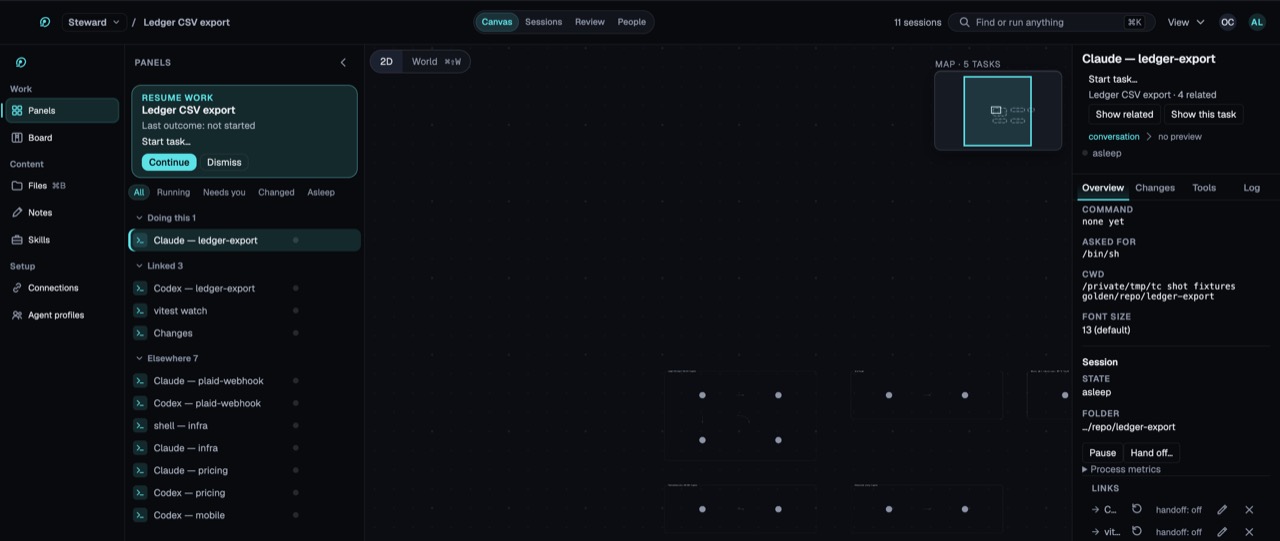 Steward / Ledger CSV export
Canvas Sessions Review People
11 sessions
Find or run anything ⌘K
View
OC
AL
Work
Panels
Board
Content
Files ⌘B
Notes
Skills
Setup
Connections
Agent profiles
PANELS
RESUME WORK
Ledger CSV export
Last outcome: not started
Start task…
Continue Dismiss
All Running Needs you Changed Asleep
Doing this 1
Claude — ledger-export
Linked 3
Codex — ledger-export
vitest watch
Changes
Elsewhere 7
Claude — plaid-webhook
Codex — plaid-webhook
shell — infra
Claude — infra
Claude — pricing
Codex — pricing
Codex — mobile
2D World ⌘⇧W
MAP · 5 TASKS
Claude — ledger-export
Start task…
Ledger CSV export · 4 related
Show related Show this task
conversation > no preview
asleep
Overview Changes Tools Log
COMMAND
none yet
ASKED FOR
/bin/sh
CWD
/private/tmp/tc shot fixtures
golden/repo/ledger-export
FONT SIZE
13 (default)
Session
STATE
asleep
FOLDER
…/repo/ledger-export
Pause Hand off…
Process metrics
LINKS
→ C… handoff: off
→ vit… handoff: off